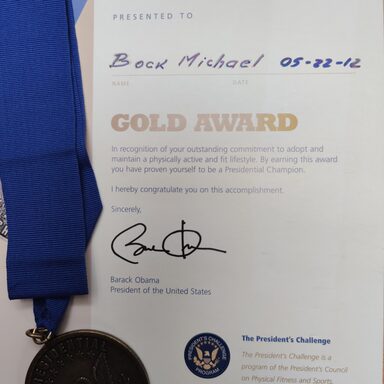 PRESENTED TO
Bock Michael 05-22-12
NAME DATE
GOLD AWARD
In recognition of your outstanding commitment to adopt and
maintain a physically active and fit lifestyle. By earning this award
you have proven yourself to be a Presidential Champion.
I hereby congratulate you on this accomplishment.
Sincerely,
Barack Obama
President of the United States
PRESIDENT'S CHALLENGE
PROGRAM
The President's Challenge
The President's Challenge is a
program of the President's Council
on Physical Fitness and Sports